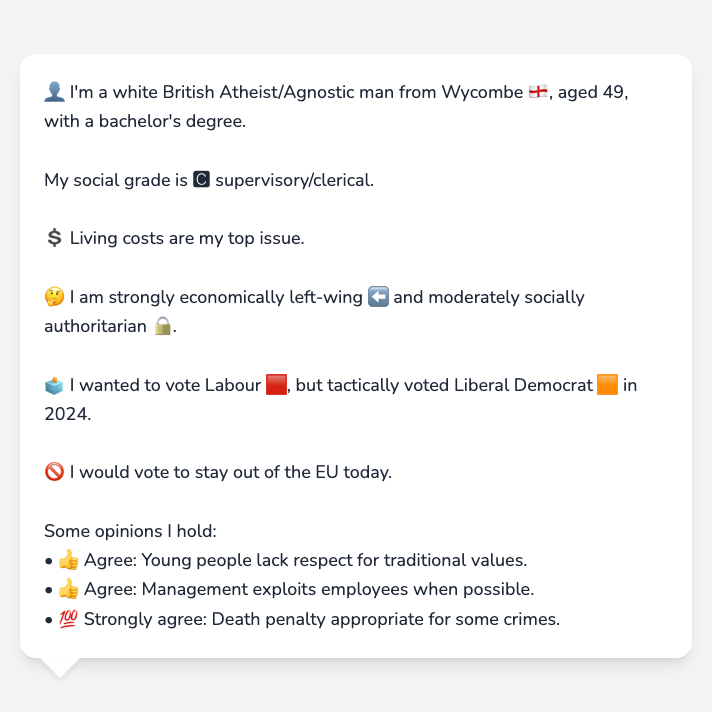 👤 I'm a white British Atheist/Agnostic man from Wycombe 🏴󠁧󠁢󠁥󠁮󠁧󠁿, aged 49,
with a bachelor's degree.
My social grade is 🅲 supervisory/clerical.
💲 Living costs are my top issue.
🤔 I am strongly economically left-wing ⬅️ and moderately socially
authoritarian 🔒.
🗳️ I wanted to vote Labour 🟥, but tactically voted Liberal Democrat 🟧 in
2024.
🚫 I would vote to stay out of the EU today.
Some opinions I hold:
• 👍 Agree: Young people lack respect for traditional values.
• 👍 Agree: Management exploits employees when possible.
• 💯 Strongly agree: Death penalty appropriate for some crimes.